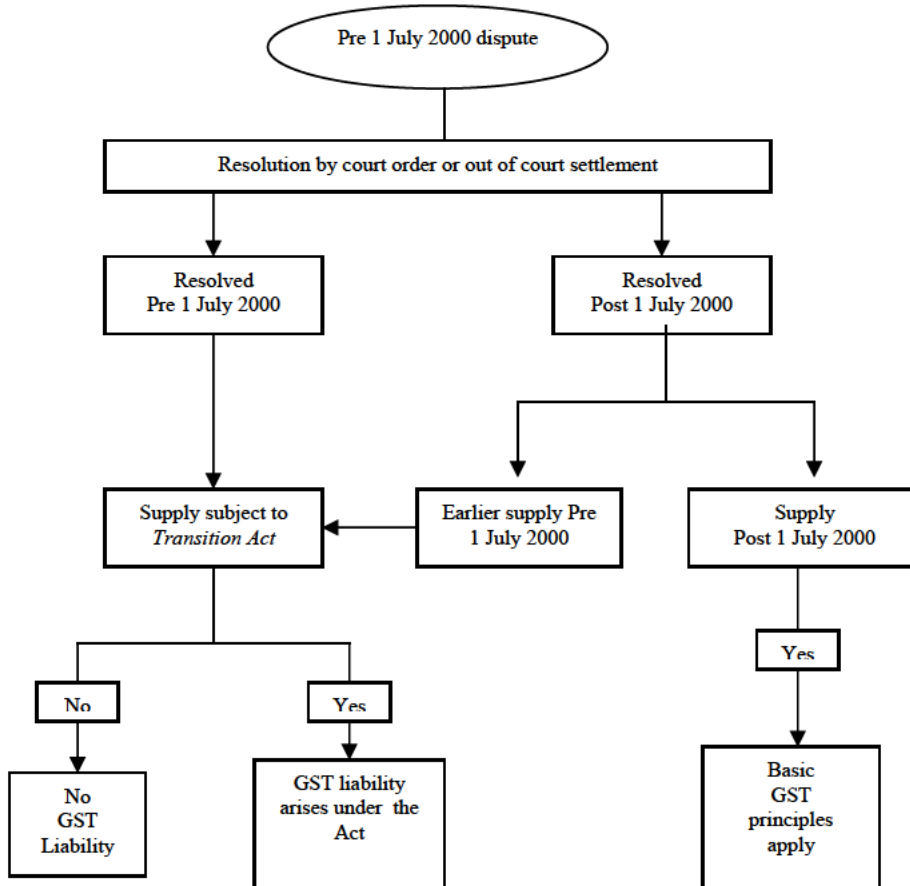 Pre 1 July 2000 dispute
Resolution by court order or out of court settlement
Resolved
Pre 1 July 2000
Resolved
Post 1 July 2000
Supply subject to
Transition Act
Earlier supply Pre
1 July 2000
Supply
Post 1 July 2000
Yes
No
Yes
No
GST
Liability
GST liability
arises under the
Act
Basic
GST
principles
apply